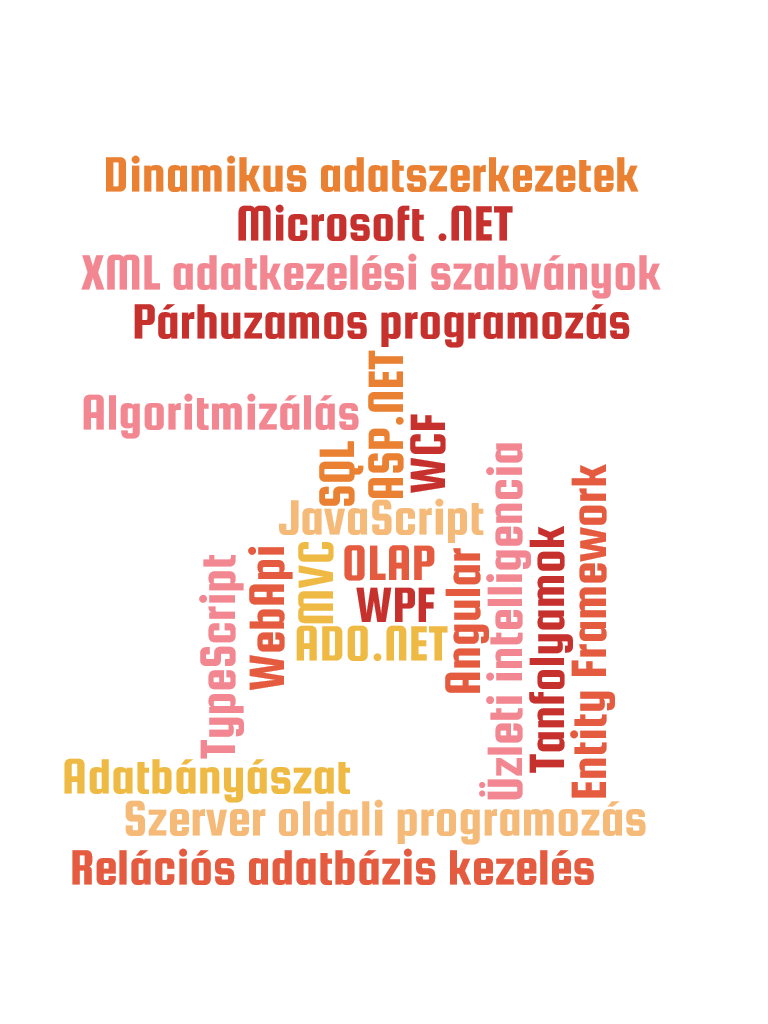 Dinamikus adatszerkezetek
Microsoft .NET
XML adatkezelési szabványok
Párhuzamos programozás
Algoritmizálás
ASP.NET
WCF
SQL
JavaScript
TypeScript
WebApi
MVC
OLAP
WPF
ADO.NET
Angular
Üzleti intelligencia
Tanfolyamok
Entity Framework
Adatbányászat
Szerver oldali programozás
Relációs adatbázis kezelés